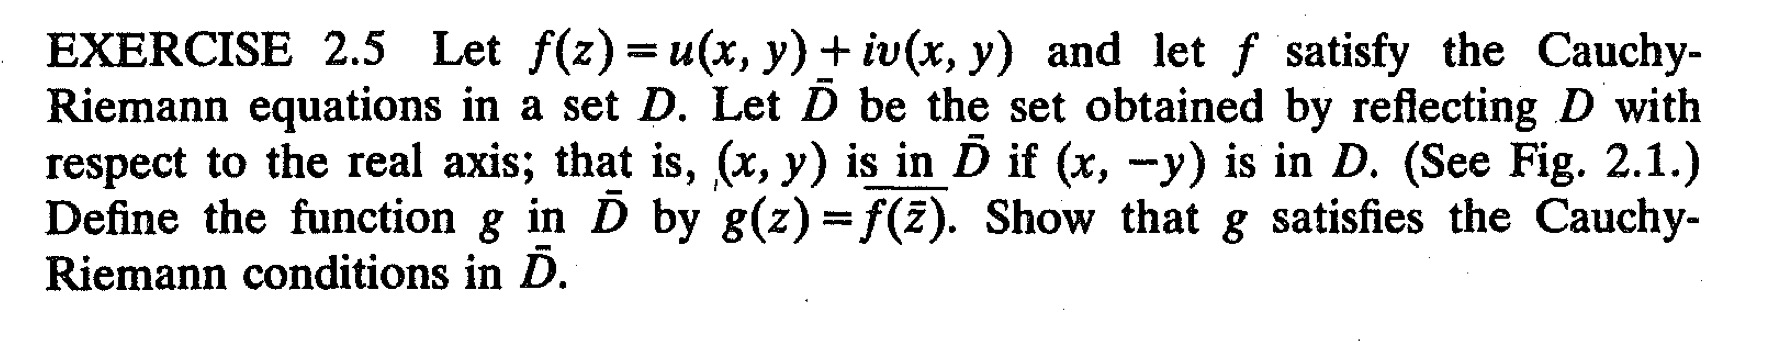 EXERCISE 2.5 Let f(z) = u(x, y) + iv(x, y) and let f satisfy the Cauchy-
Riemann equations in a set D. Let D̄ be the set obtained by reflecting D with
respect to the real axis; that is, (x, y) is in D̄ if (x, −y) is in D. (See Fig. 2.1.)
Define the function g in D̄ by g(z) = \overline{f(z̄)}. Show that g satisfies the Cauchy-
Riemann conditions in D̄.